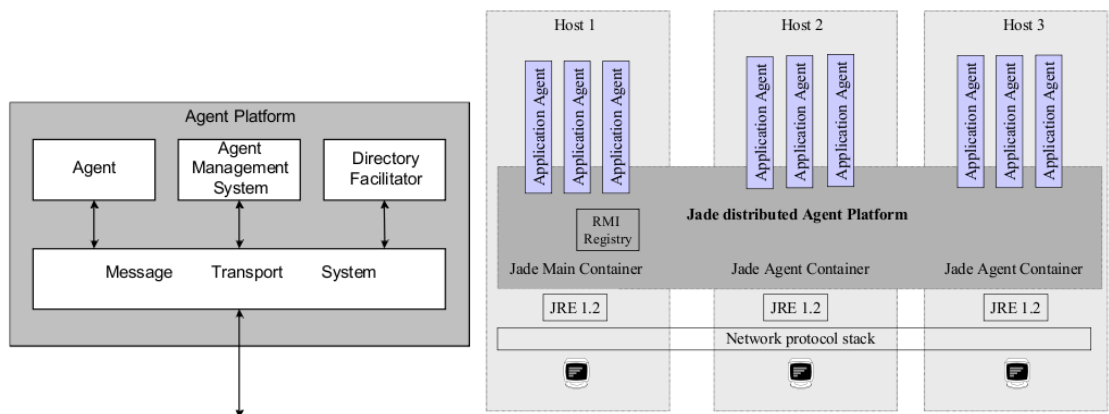 Agent Platform
Agent
Agent
Management
System
Directory
Facilitator
Message Transport System
Host 1
Host 2
Host 3
Application Agent
Application Agent
Application Agent
Application Agent
Application Agent
Application Agent
Application Agent
Application Agent
Application Agent
Jade distributed Agent Platform
RMI
Registry
Jade Main Container
Jade Agent Container
Jade Agent Container
JRE 1.2
JRE 1.2
JRE 1.2
Network protocol stack